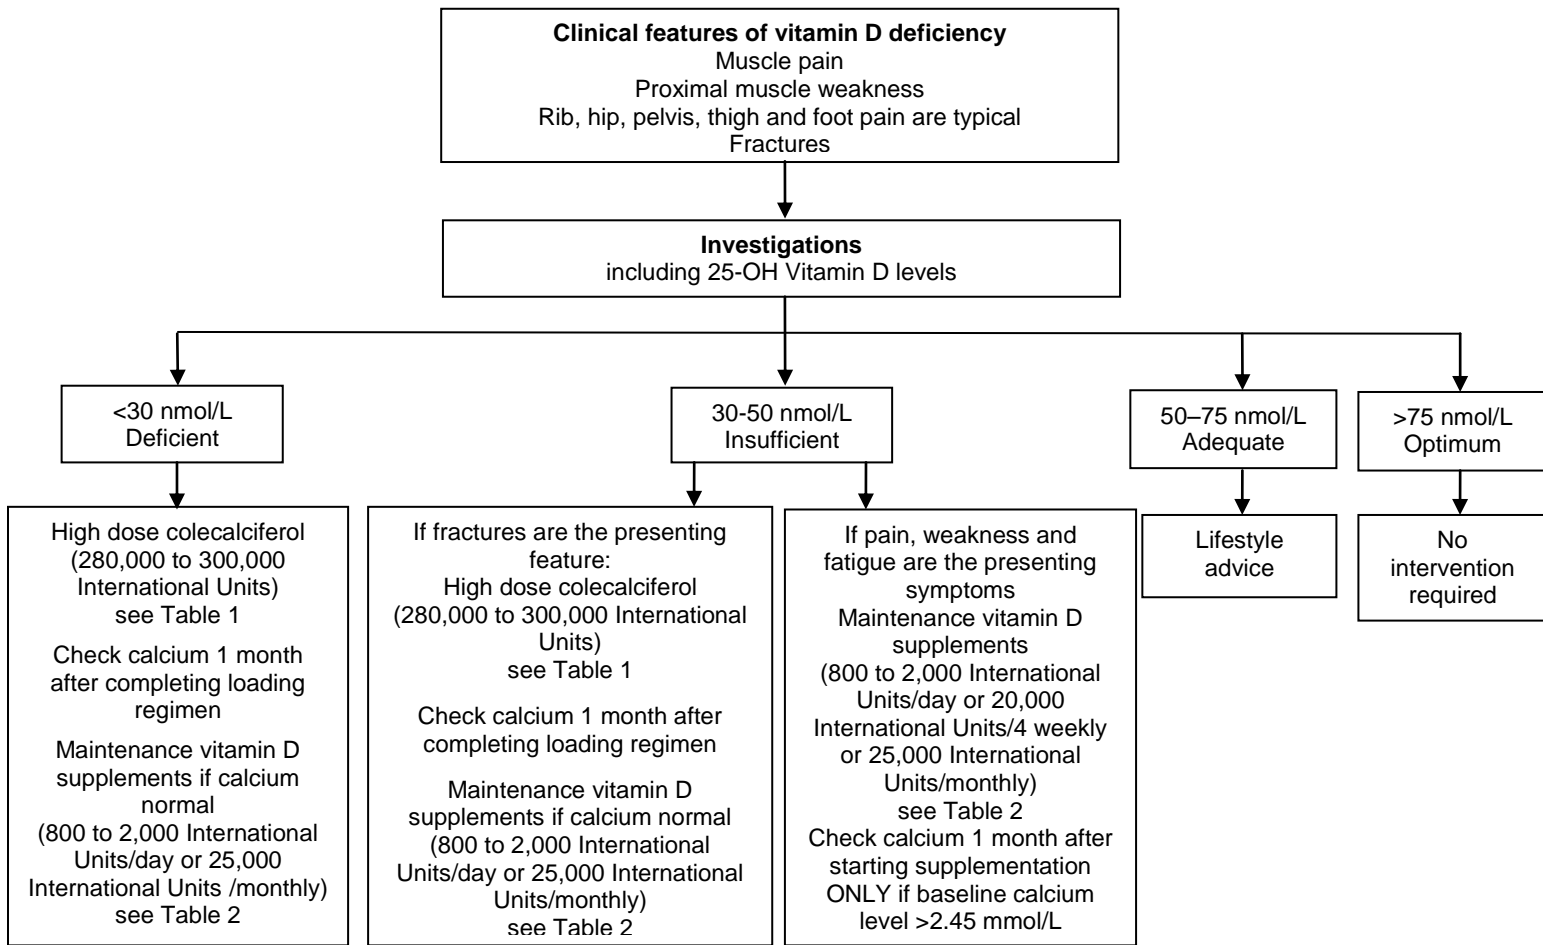 Clinical features of vitamin D deficiency
Muscle pain
Proximal muscle weakness
Rib, hip, pelvis, thigh and foot pain are typical
Fractures
Investigations
including 25-OH Vitamin D levels
<30 nmol/L
Deficient
30-50 nmol/L
Insufficient
50–75 nmol/L
Adequate
>75 nmol/L
Optimum
High dose colecalciferol
(280,000 to 300,000
International Units)
see Table 1
Check calcium 1 month
after completing loading
regimen
Maintenance vitamin D
supplements if calcium
normal
(800 to 2,000 International
Units/day or 25,000
International Units /monthly)
see Table 2
If fractures are the presenting
feature:
High dose colecalciferol
(280,000 to 300,000 International
Units)
see Table 1
Check calcium 1 month after
completing loading regimen
Maintenance vitamin D
supplements if calcium normal
(800 to 2,000 International
Units/day or 25,000 International
Units/monthly)
see Table 2
If pain, weakness and
fatigue are the presenting
symptoms
Maintenance vitamin D
supplements
(800 to 2,000 International
Units/day or 20,000
International Units/4 weekly
or 25,000 International
Units/monthly)
see Table 2
Check calcium 1 month after
starting supplementation
ONLY if baseline calcium
level >2.45 mmol/L
Lifestyle
advice
No
intervention
required